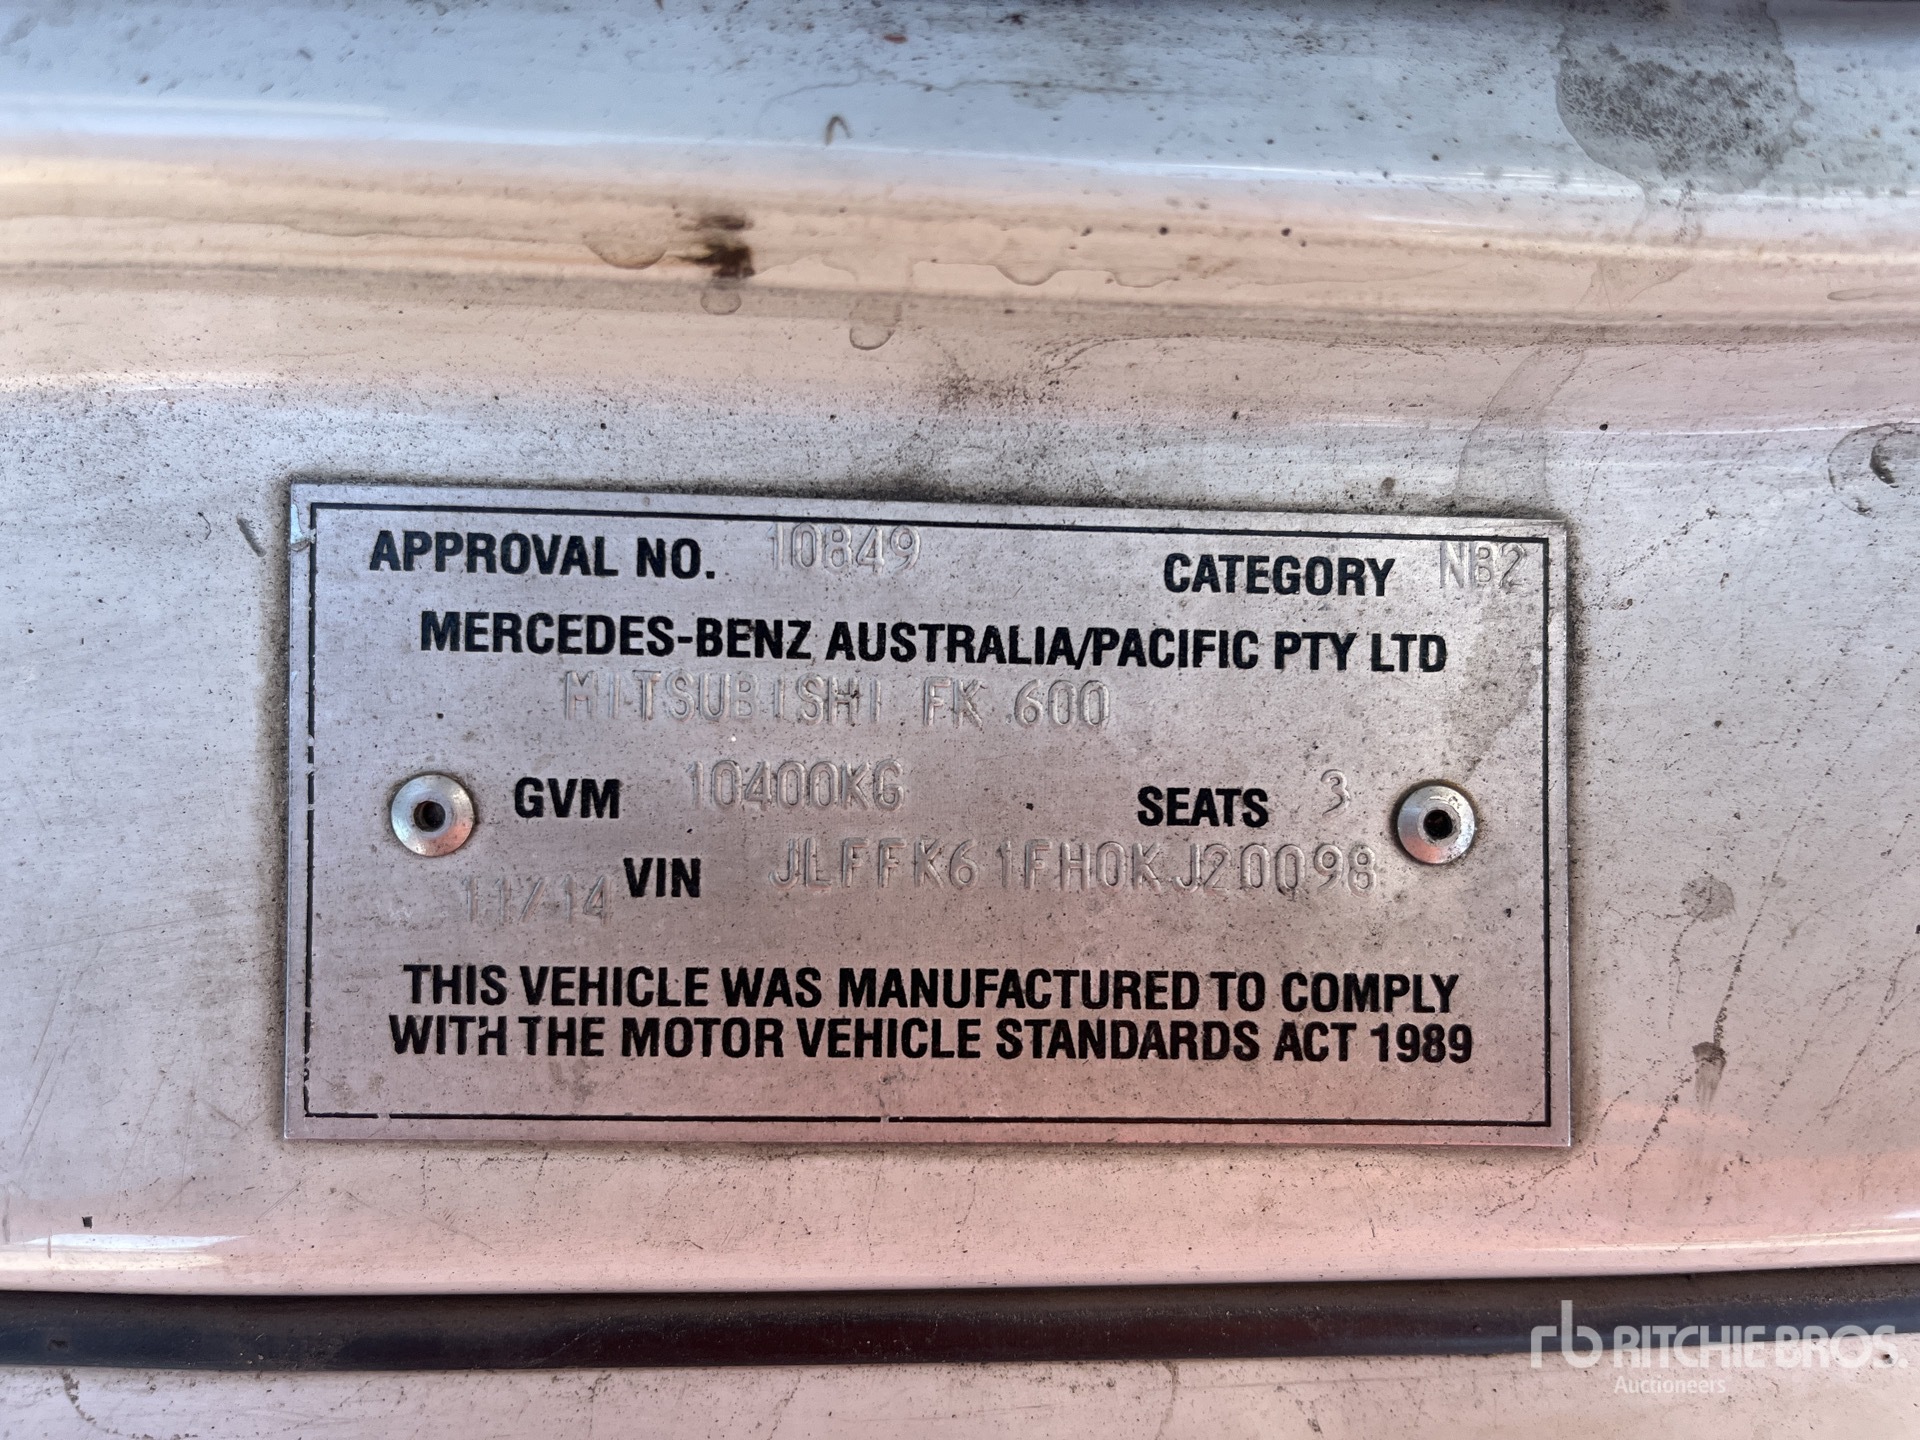 APPROVAL NO. 10849 CATEGORY NB2
MERCEDES-BENZ AUSTRALIA/PACIFIC PTY LTD
MITSUBISHI FK 600
GVM 10400KG SEATS 3
11/14 VIN JLFFK61FH0KJ20098
THIS VEHICLE WAS MANUFACTURED TO COMPLY
WITH THE MOTOR VEHICLE STANDARDS ACT 1989
rb RITCHIE BROS.
Auctioneers